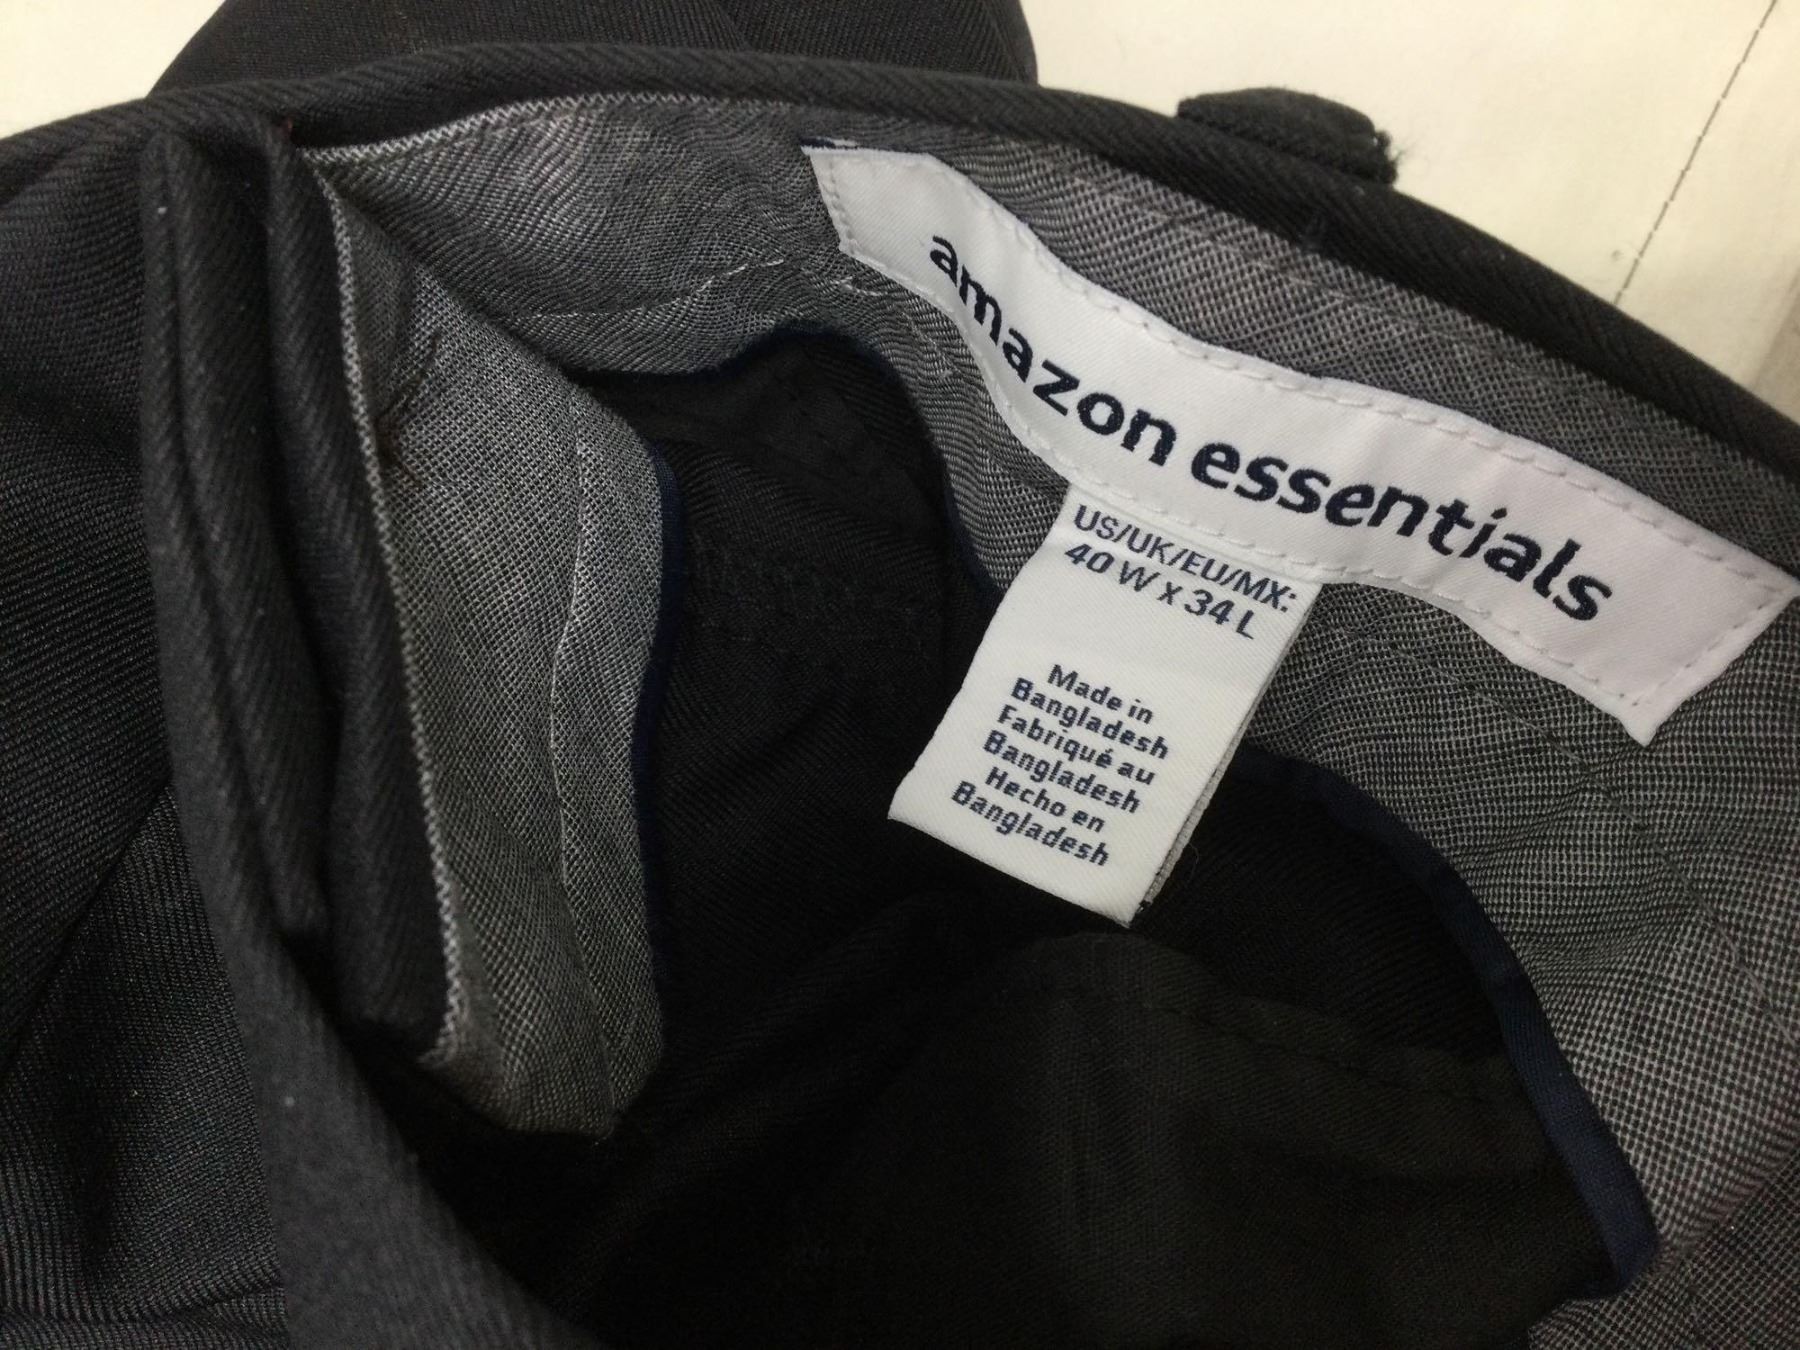 amazon essentials
US/UK/EU/MX:
40 W x 34 L
Made in
Bangladesh
Fabriqué au
Bangladesh
Hecho en
Bangladesh